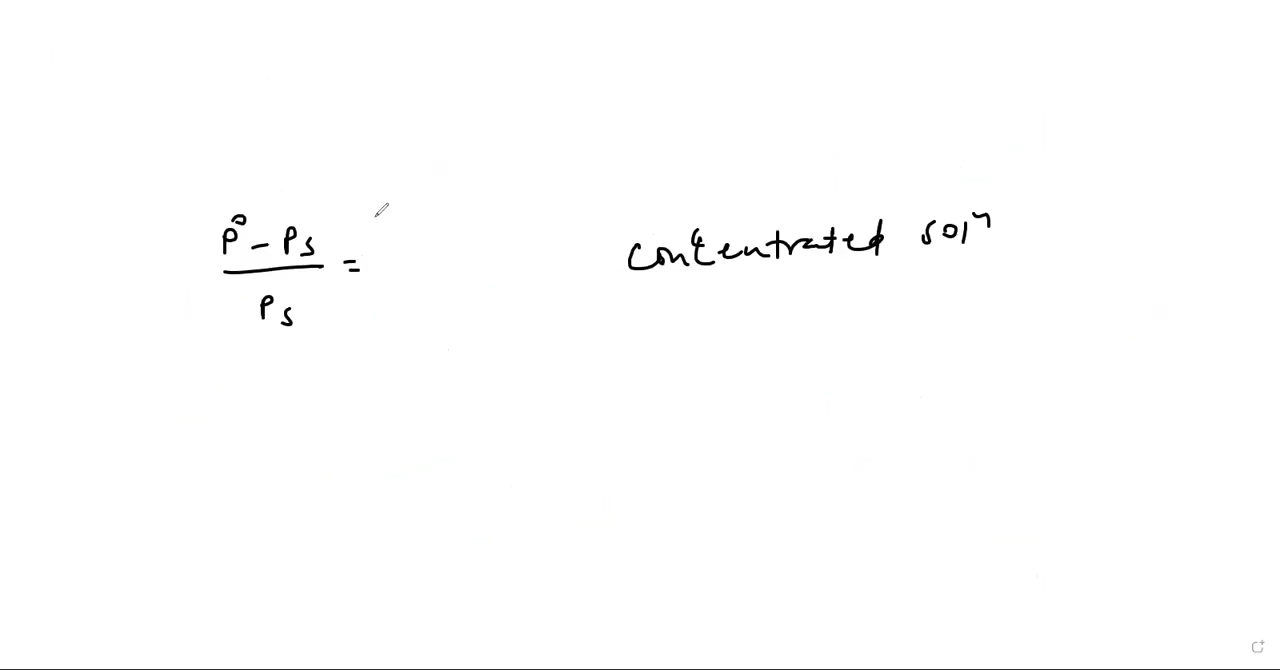 P° - Ps / Ps =
concentrated solⁿ